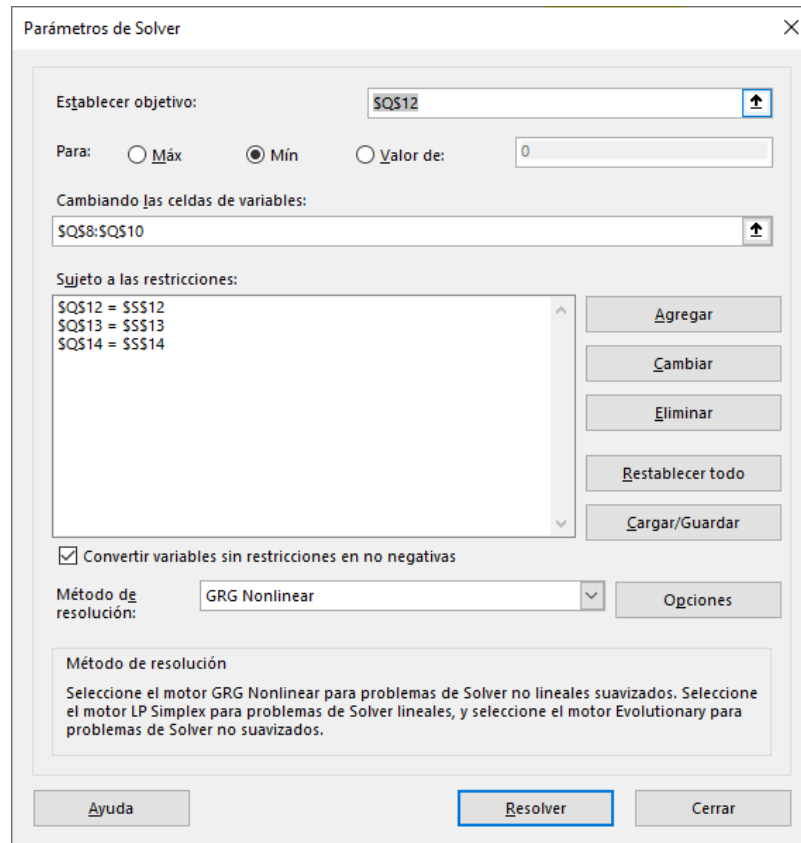 Parámetros de Solver
Establecer objetivo: $Q$12
Para: Máx Mín Valor de: 0
Cambiando las celdas de variables:
$Q$8:$Q$10
Sujeto a las restricciones:
$Q$12 = $S$12
$Q$13 = $S$13
$Q$14 = $S$14
Agregar
Cambiar
Eliminar
Restablecer todo
Cargar/Guardar
Convertir variables sin restricciones en no negativas
Método de
resolución:
GRG Nonlinear
Opciones
Método de resolución
Seleccione el motor GRG Nonlinear para problemas de Solver no lineales suavizados. Seleccione
el motor LP Simplex para problemas de Solver lineales, y seleccione el motor Evolutionary para
problemas de Solver no suavizados.
Ayuda Resolver Cerrar